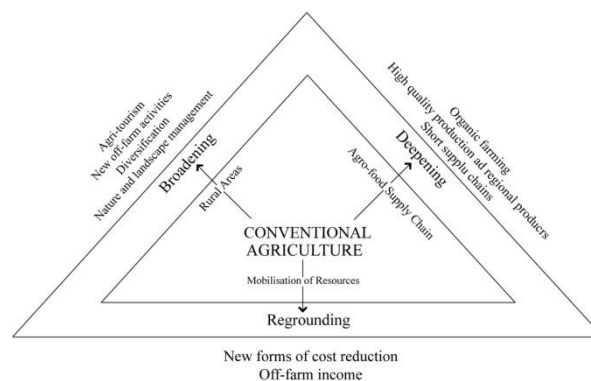 Agri-tourism
New off-farm activities
Diversification
Nature and landscape management
Broadening
Rural Areas
Organic farming
High quality production ad regional products
Short supplu chains
Deepening
Agro-food Supply Chain
CONVENTIONAL
AGRICULTURE
Mobilisation of Resources
Regrounding
New forms of cost reduction
Off-farm income